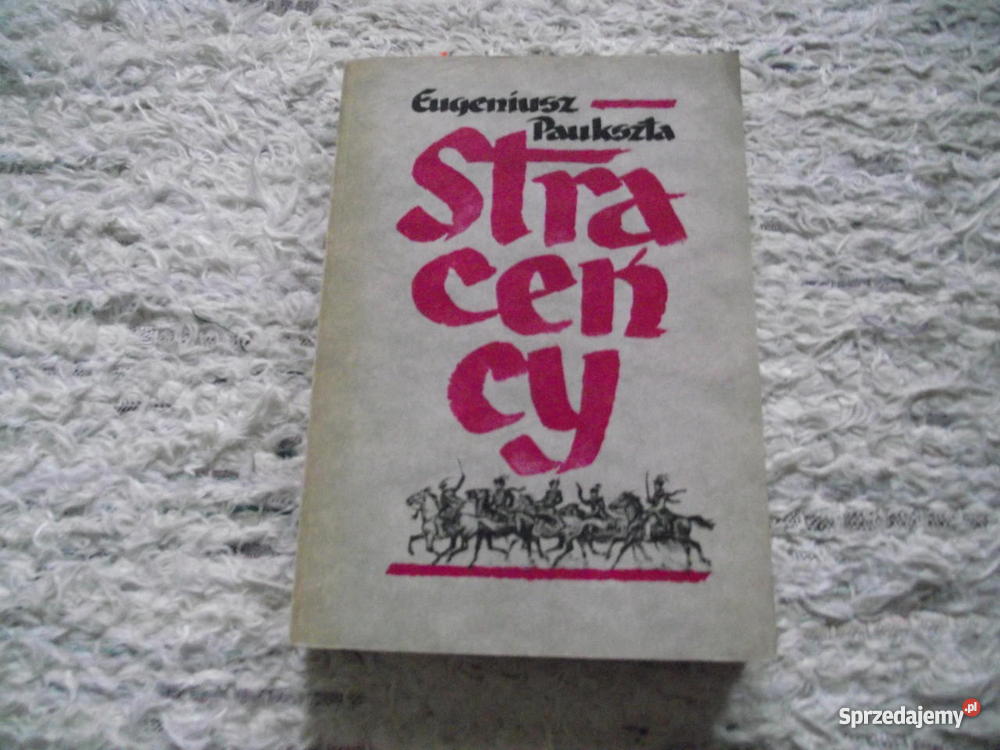 Eugeniusz
Paukszta
Stra
ceń
cy
Sprzedajemy.pl